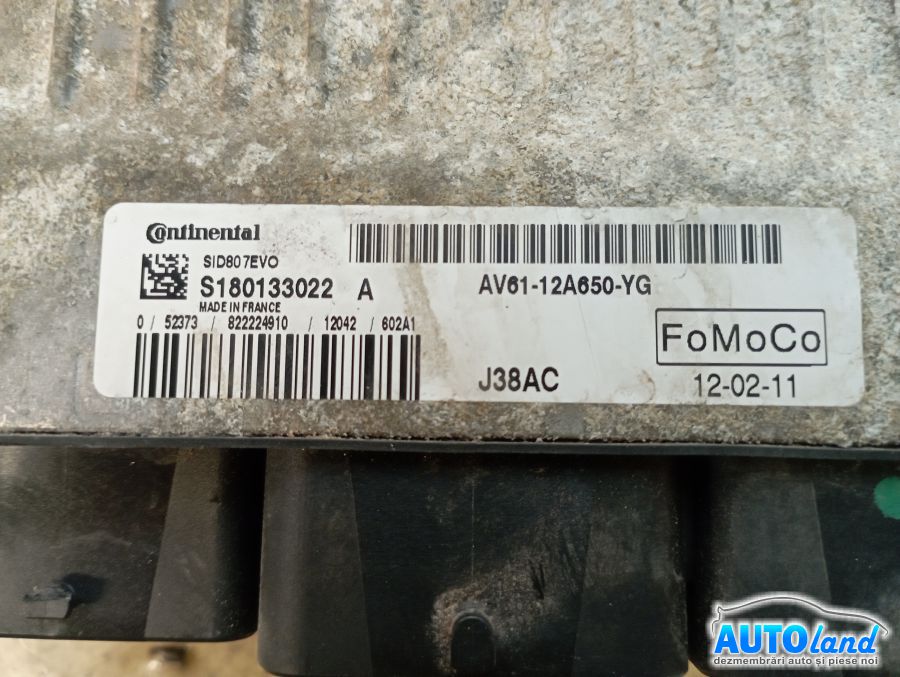 Continental
SID807EVO
S180133022 A
MADE IN FRANCE
0 / 52373 / 822224910 / 12042 / 602A1
AV61-12A650-YG
FoMoCo
J38AC
12-02-11
AUTOland
dezmembrări auto și piese noi